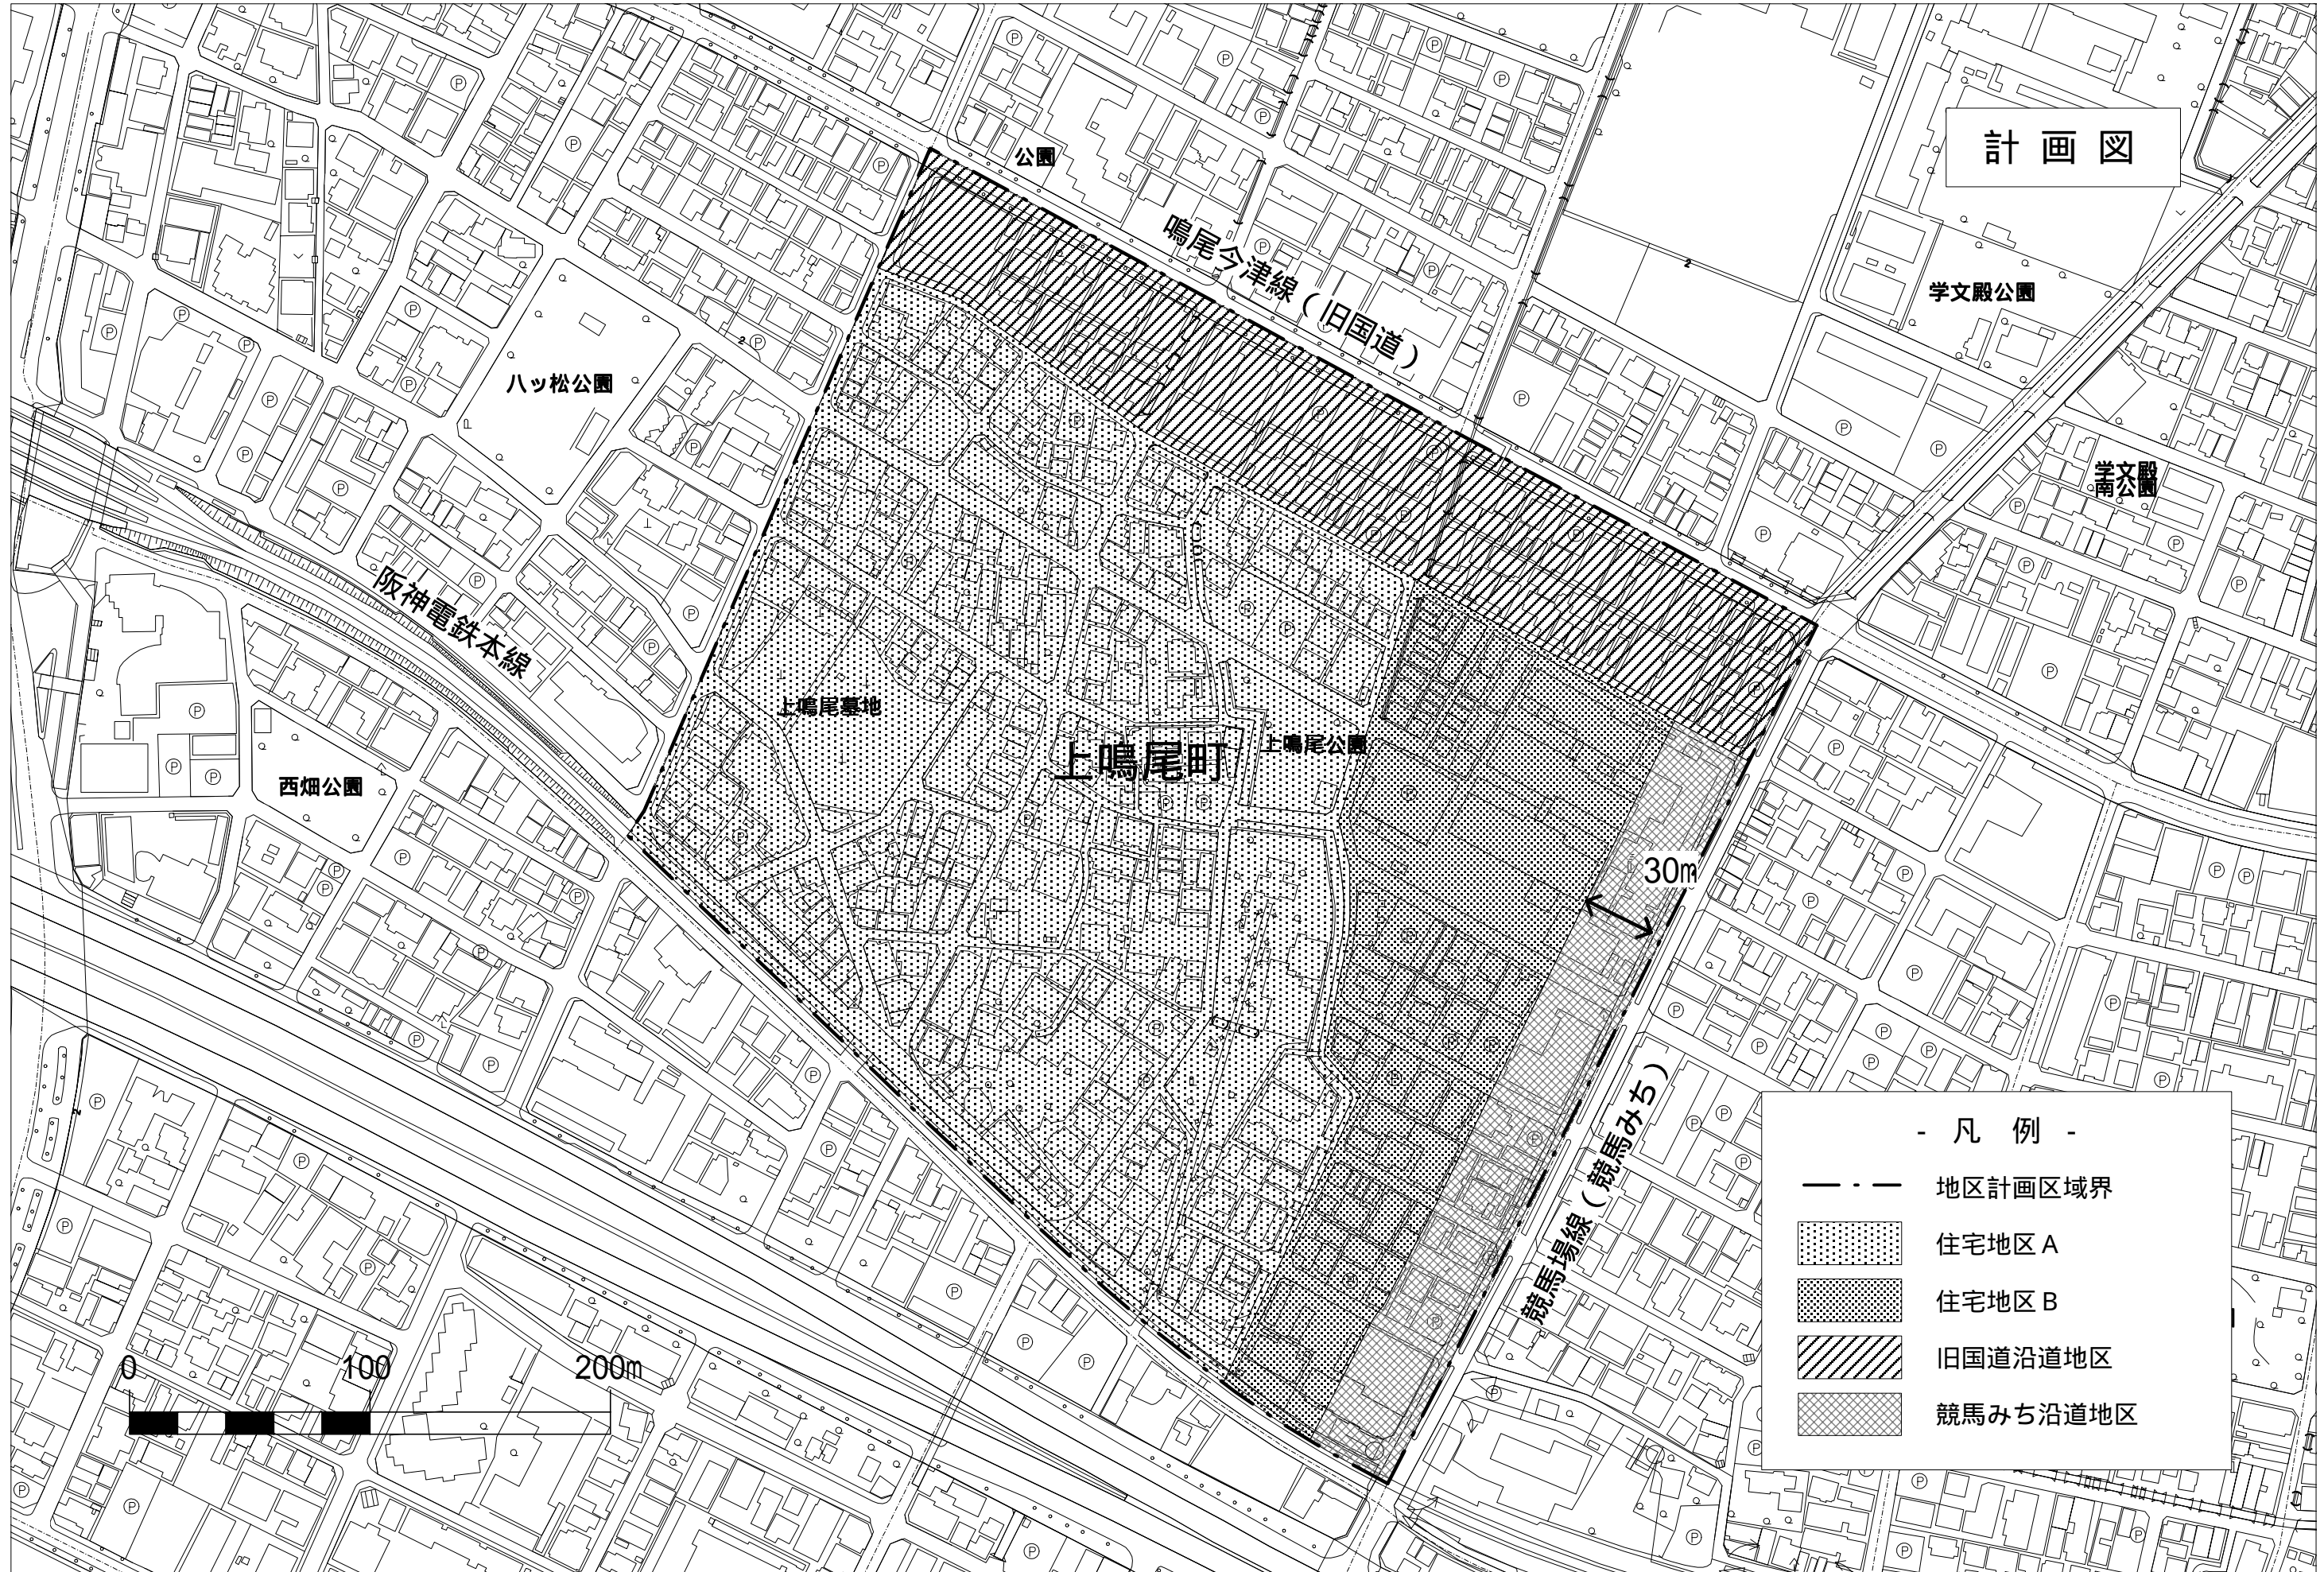 計画図
公園
鳴尾今津線（旧国道）
学文殿公園
八ッ松公園
学文殿
南公園
阪神電鉄本線
上鳴尾墓地
上鳴尾町
上鳴尾公園
西畑公園
30m
競馬場線（競馬みち）
- 凡 例 -
地区計画区域界
住宅地区A
住宅地区B
旧国道沿道地区
競馬みち沿道地区
0 100 200m